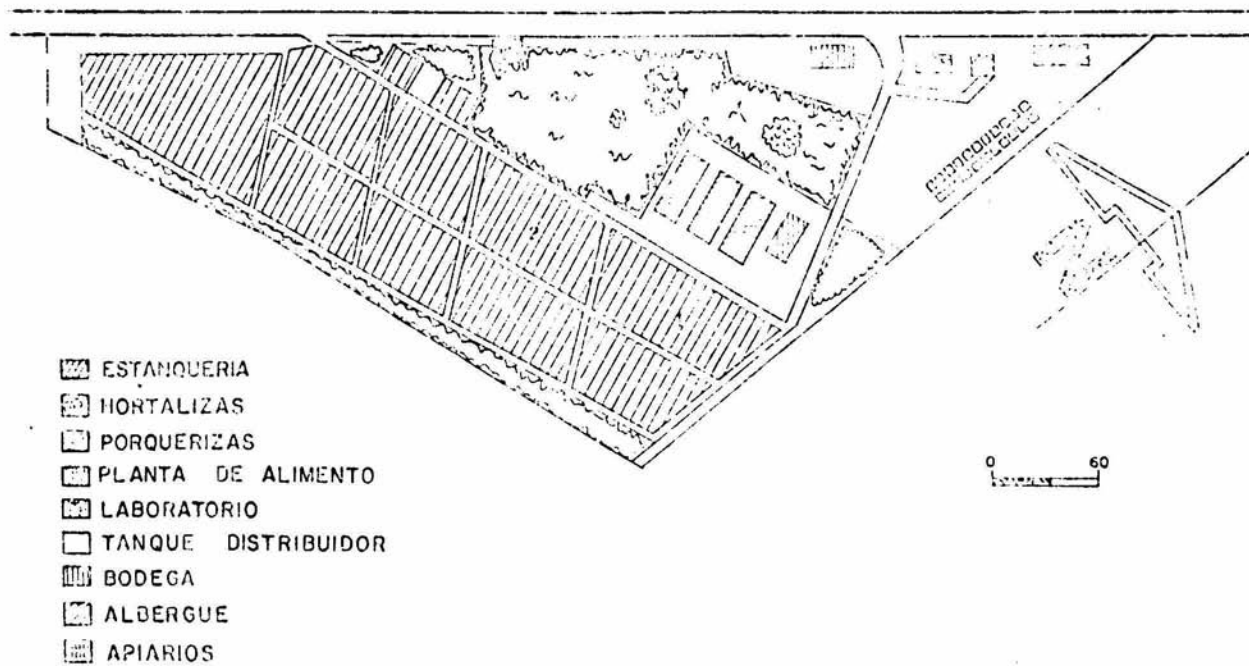 ESTANQUERIA
HORTALIZAS
PORQUERIZAS
PLANTA DE ALIMENTO
LABORATORIO
TANQUE DISTRIBUIDOR
BODEGA
ALBERGUE
APIARIOS
0 60